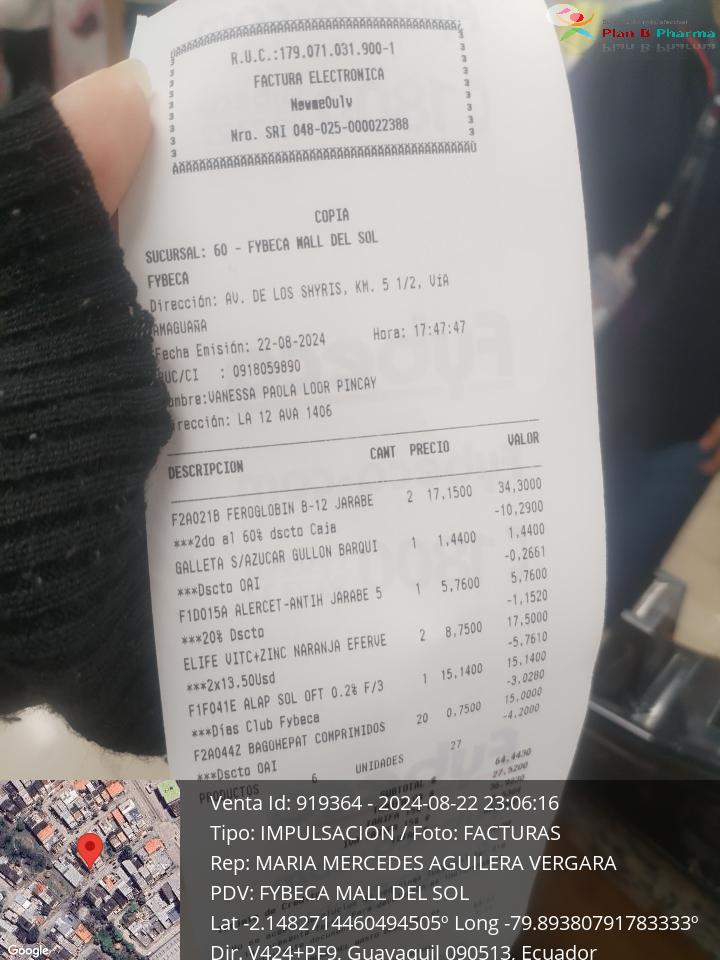 Plan B Pharma
R.U.C.:179.071.031.900-1
FACTURA ELECTRONICA
Nro. SRI 048-025-000022388
COPIA
SUCURSAL: 60 - FYBECA MALL DEL SOL
FYBECA
Dirección: AV. DE LOS SHYRIS, KM. 5 1/2, VíA
AMAGUAñA
Fecha Emisión: 22-08-2024 Hora: 17:47:47
RUC/CI : 0918059890
ombre:VANESSA PAOLA LOOR PINCAY
rección: LA 12 AVA 1406
DESCRIPCION CANT PRECIO VALOR
F2A021B FEROGLOBIN B-12 JARABE 2 17,1500 34,3000
***2do al 60% dscto Caja -10,2900
GALLETA S/AZUCAR GULLON BARQUI 1 1,4400 1,4400
***Dscto OAI -0,2661
F1D015A ALERCET-ANTIH JARABE 5 1 5,7600 5,7600
***20% Dscto -1,1520
ELIFE VITC+ZINC NARANJA EFERVE 2 8,7500 17,5000
***2x13.50Usd -5,7610
F1F041E ALAP SOL OFT 0.2% F/3 1 15,1400 15,1400
***Días Club Fybeca -3,0280
F2A044Z BAGOHEPAT COMPRIMIDOS 20 0,7500 15,0000
***Dscto OAI -4,2000
PRODUCTOS 6 UNIDADES 27
SUBTOTAL # 64,4430
27,5200
Venta Id: 919364 - 2024-08-22 23:06:16
Tipo: IMPULSACION / Foto: FACTURAS
Rep: MARIA MERCEDES AGUILERA VERGARA
PDV: FYBECA MALL DEL SOL
Lat -2.1482714460494505º Long -79.89380791783333º
Dir. V424+PF9, Guayaquil 090513, Ecuador
Google